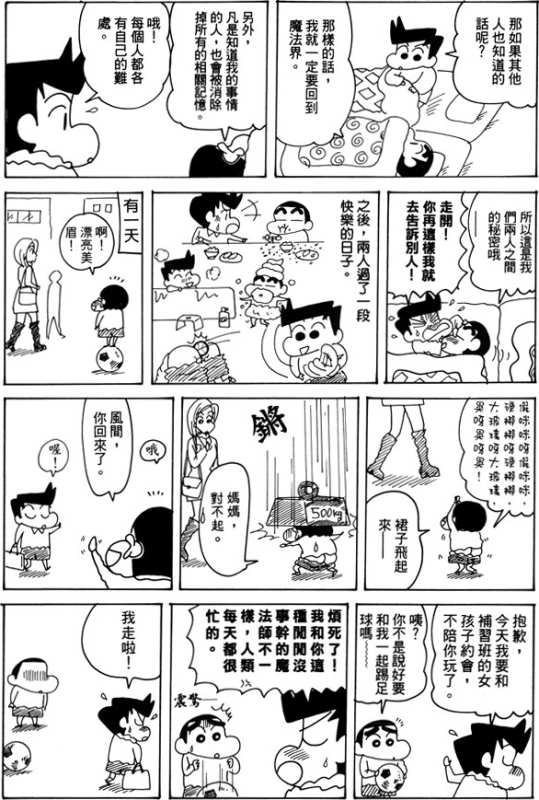 那如果其他
人也知道的
話呢？
那樣的話，
我就一定要回到
魔法界。
另外，
凡是知道我的事情
的人，也會被消除
掉所有的相關記憶。
哦！
每個人都各
有自己的難
處。
所以這是我
們兩人之間
的秘密哦
走開！
你再這樣我就
去告訴別人！
之後，兩人過了一段
快樂的日子。
有一天
啊！
漂亮美
眉！
裙子飛起
來
鏘
500kg
媽媽，
對不起。
哦
風間，
你回來了。
喔！
抱歉，
今天我要和
補習班的女
孩子約會，
不陪你玩了。
咦？
你不是說好要
和我一起踢足
球嗎
煩死了！
我和你這
種閒閒沒
事幹的魔
法師不一
樣，人類
每天都很
忙的。
震驚
我走啦！